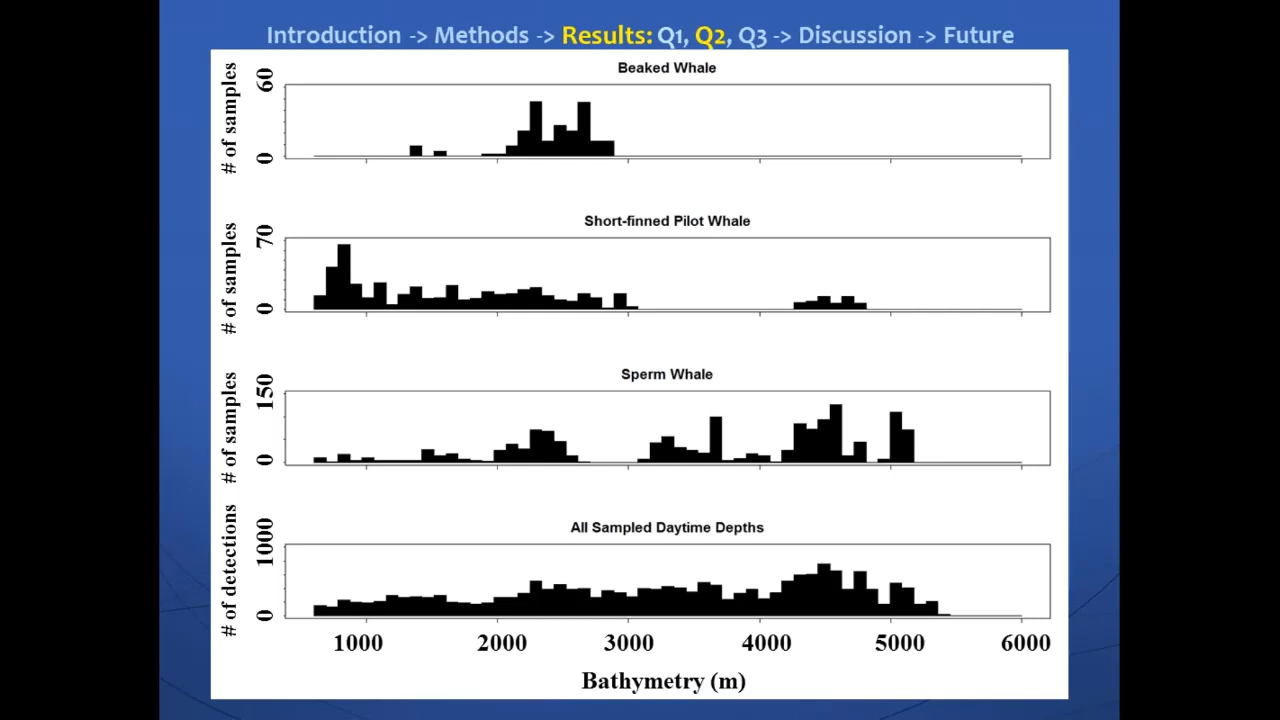 Introduction -> Methods -> Results: Q1, Q2, Q3 -> Discussion -> Future
Beaked Whale
# of samples
60
0
Short-finned Pilot Whale
# of samples
70
0
Sperm Whale
# of samples
150
0
All Sampled Daytime Depths
# of detections
1000
0
1000 2000 3000 4000 5000 6000
Bathymetry (m)